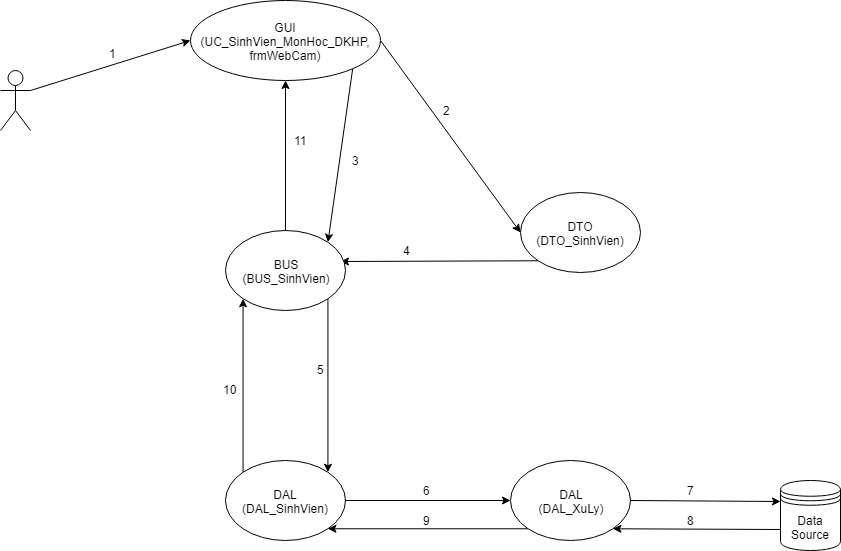 GUI
(UC_SinhVien_MonHoc_DKHP,
frmWebCam)
1
2
11
3
DTO
(DTO_SinhVien)
4
BUS
(BUS_SinhVien)
5
10
DAL
(DAL_SinhVien)
6
9
DAL
(DAL_XuLy)
7
8
Data
Source